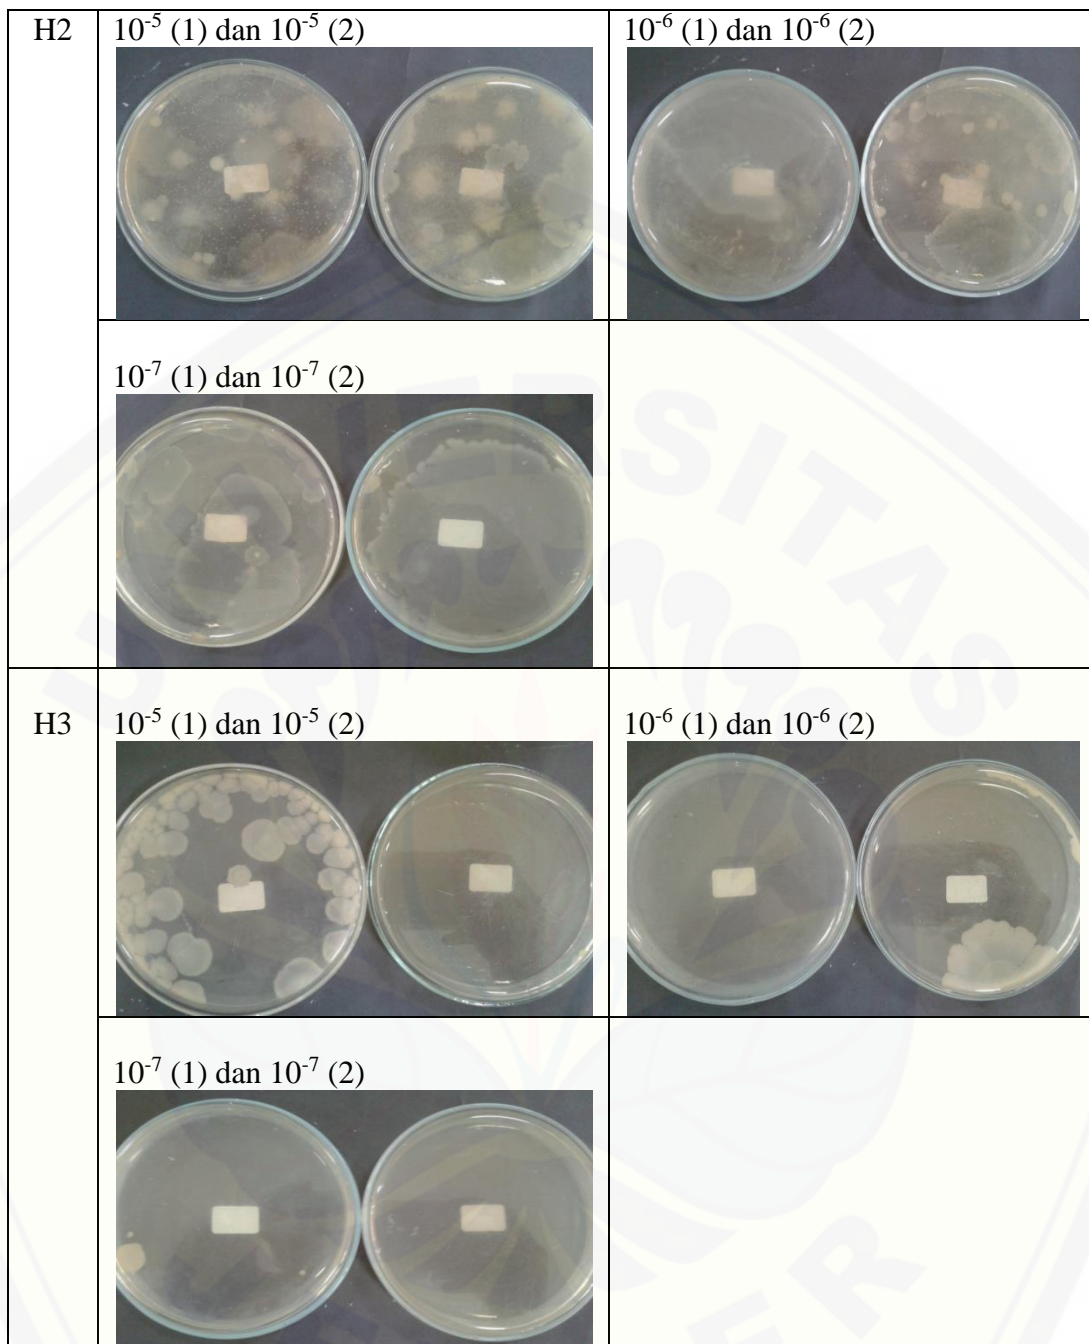 H2
10⁻⁵ (1) dan 10⁻⁵ (2)
10⁻⁶ (1) dan 10⁻⁶ (2)
10⁻⁷ (1) dan 10⁻⁷ (2)
H3
10⁻⁵ (1) dan 10⁻⁵ (2)
10⁻⁶ (1) dan 10⁻⁶ (2)
10⁻⁷ (1) dan 10⁻⁷ (2)